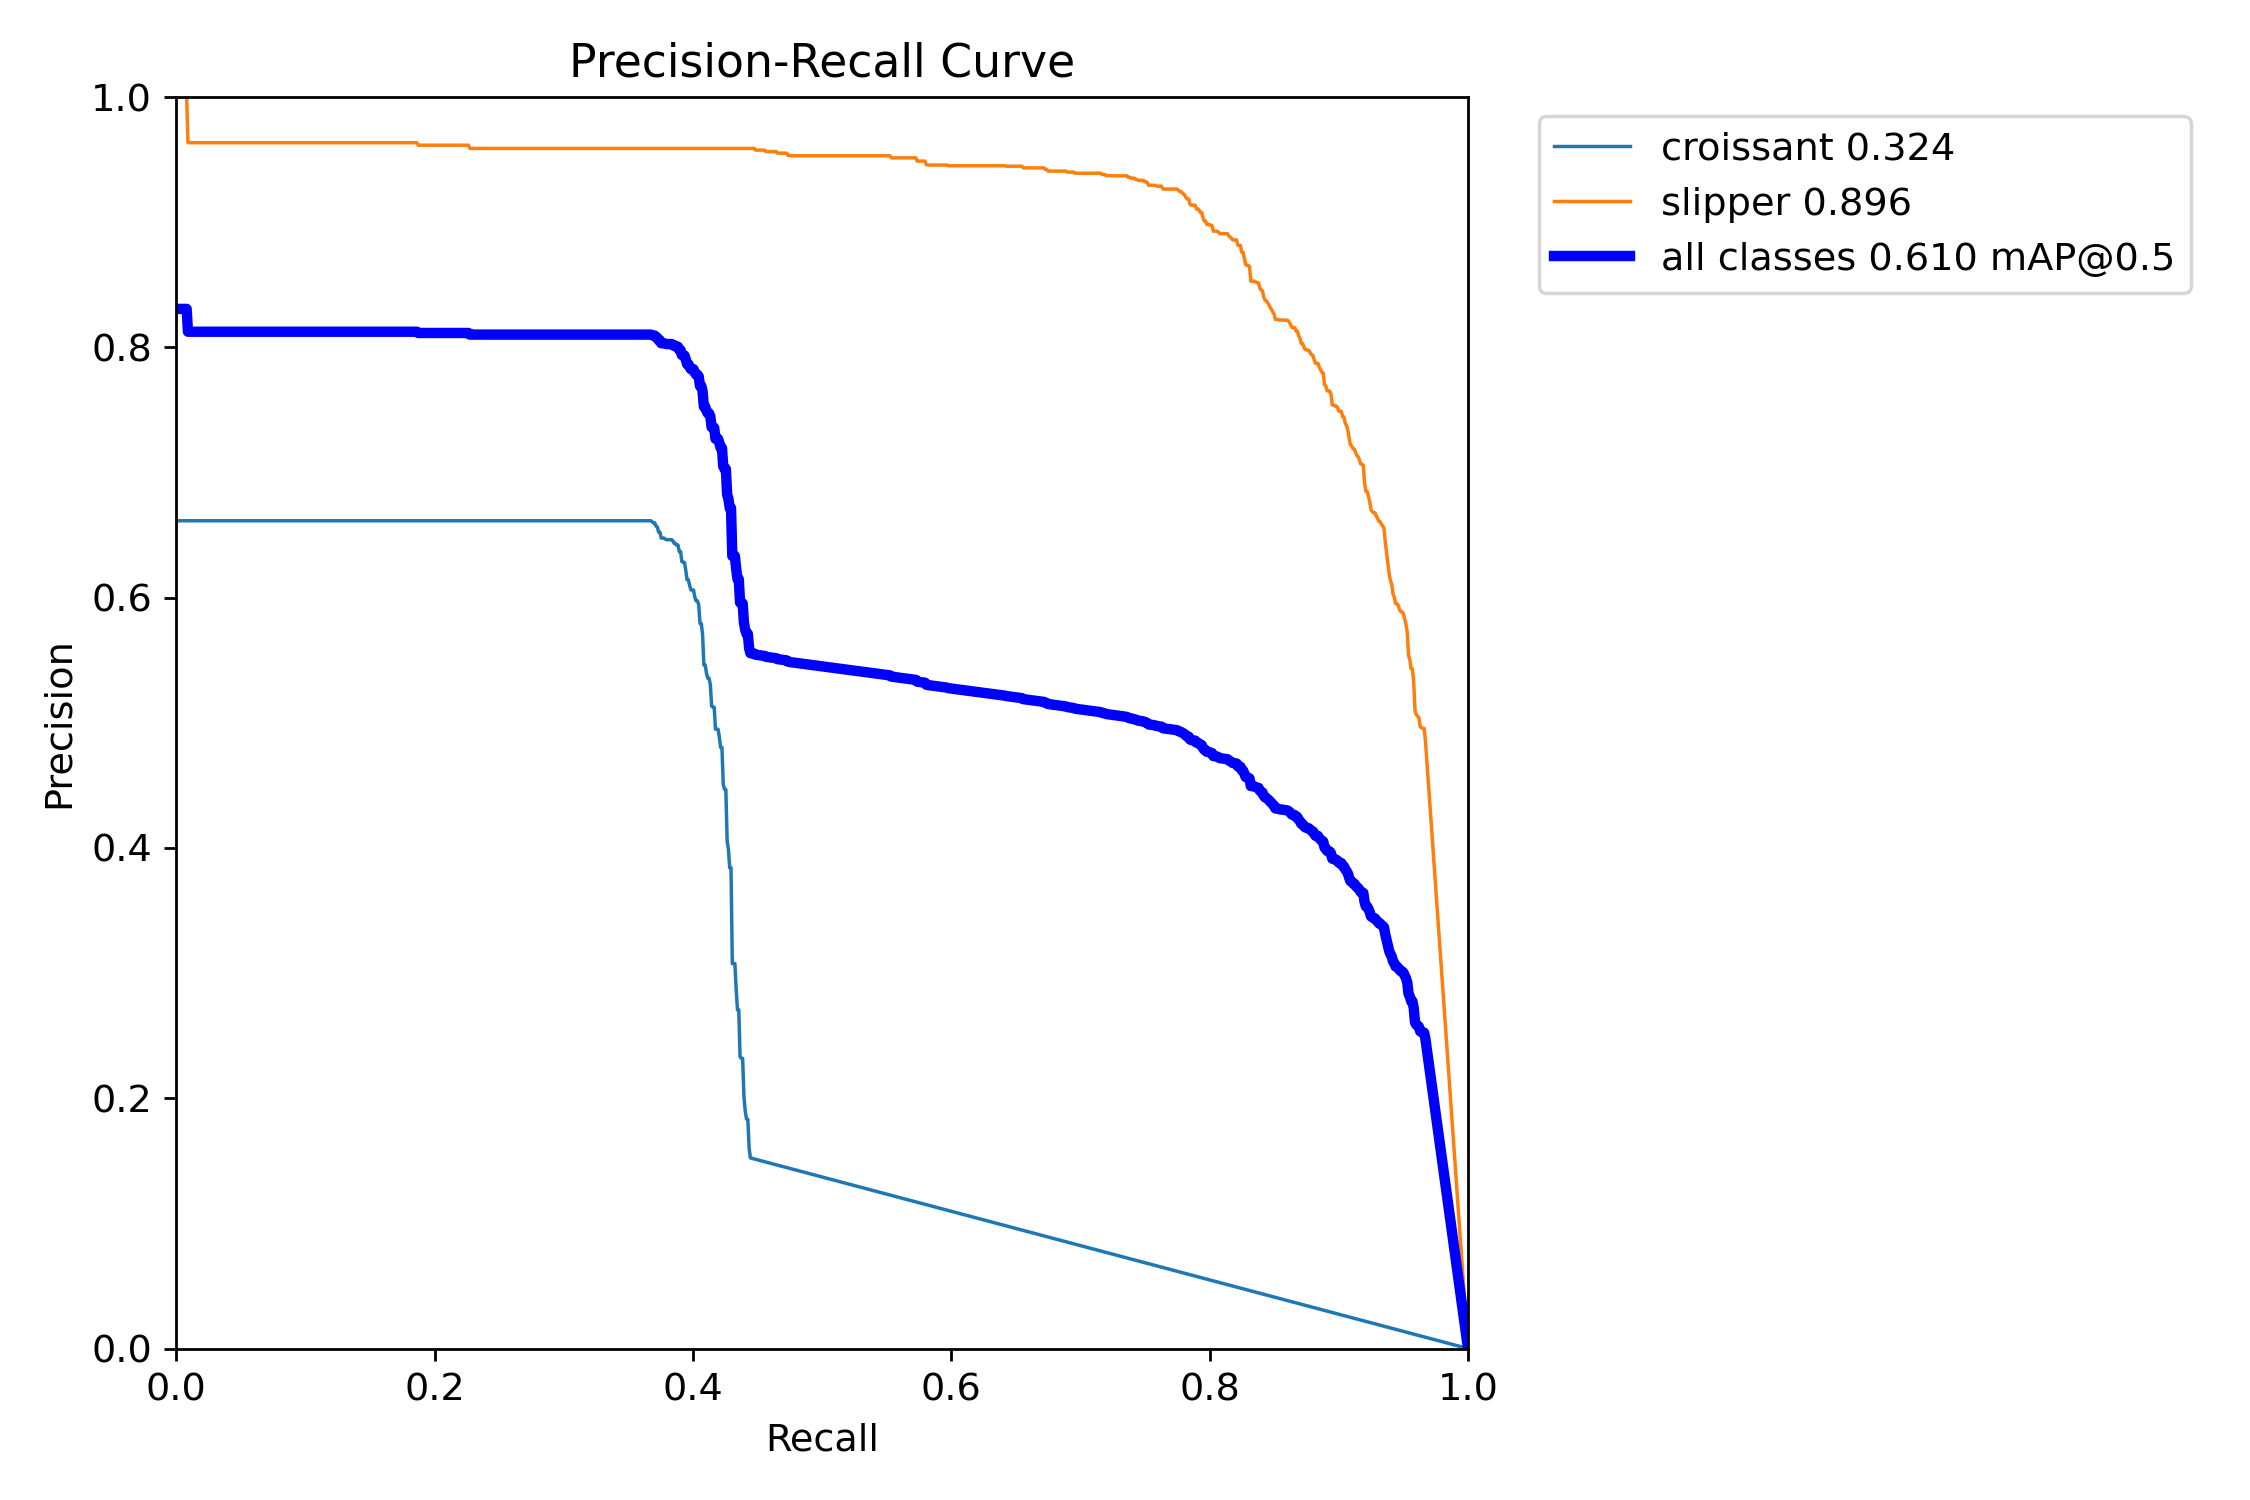 Precision-Recall Curve
1.0
0.8
0.6
0.4
0.2
0.0
Precision
0.0 0.2 0.4 0.6 0.8 1.0
Recall
croissant 0.324
slipper 0.896
all classes 0.610 mAP@0.5